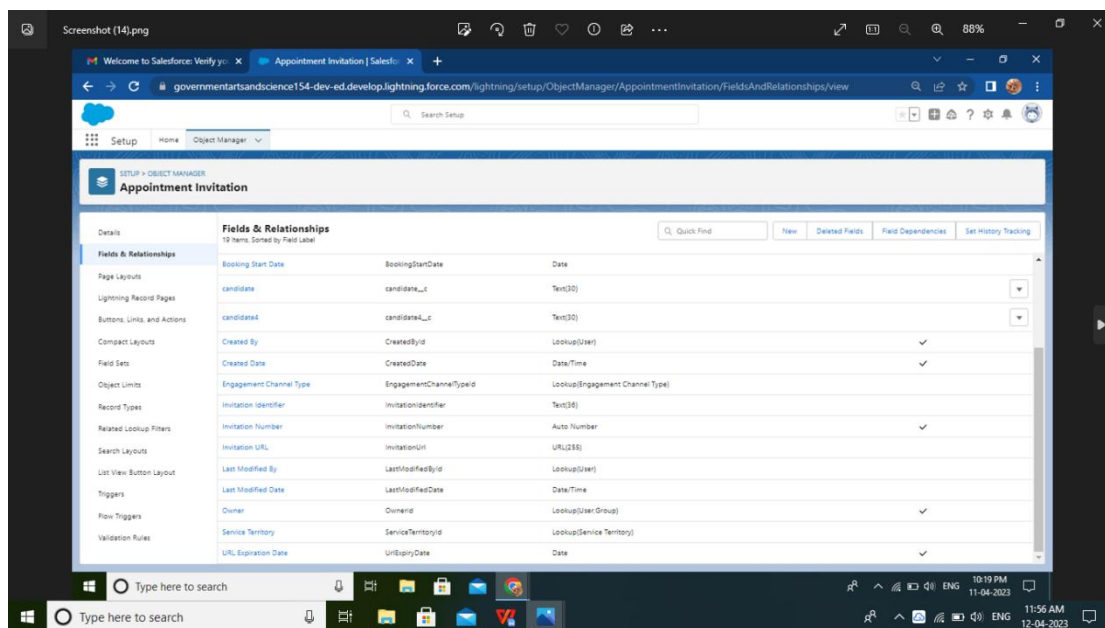 Screenshot (14).png
88%
Welcome to Salesforce: Verify yo
Appointment Invitation | Salesfor
governmentartsandscience154-dev-ed.develop.lightning.force.com/lightning/setup/ObjectManager/AppointmentInvitation/FieldsAndRelationships/view
Search Setup
Setup Home Object Manager
SETUP > OBJECT MANAGER
Appointment Invitation
Details
Fields & Relationships
Page Layouts
Lightning Record Pages
Buttons, Links, and Actions
Compact Layouts
Field Sets
Object Limits
Record Types
Related Lookup Filters
Search Layouts
List View Button Layout
Triggers
Flow Triggers
Validation Rules
Fields & Relationships
19 Items, Sorted by Field Label
Quick Find New Deleted Fields Field Dependencies Set History Tracking
Booking Start Date BookingStartDate Date
candidate candidate__c Text(30)
candidate4 candidate4__c Text(30)
Created By CreatedById Lookup(User)
Created Date CreatedDate Date/Time
Engagement Channel Type EngagementChannelTypeId Lookup(Engagement Channel Type)
Invitation Identifier InvitationIdentifier Text(36)
Invitation Number InvitationNumber Auto Number
Invitation URL InvitationUrl URL(255)
Last Modified By LastModifiedById Lookup(User)
Last Modified Date LastModifiedDate Date/Time
Owner OwnerId Lookup(User,Group)
Service Territory ServiceTerritoryId Lookup(Service Territory)
URL Expiration Date UrlExpiryDate Date
Type here to search
ENG
10:19 PM
11-04-2023
Type here to search
ENG
11:56 AM
12-04-2023